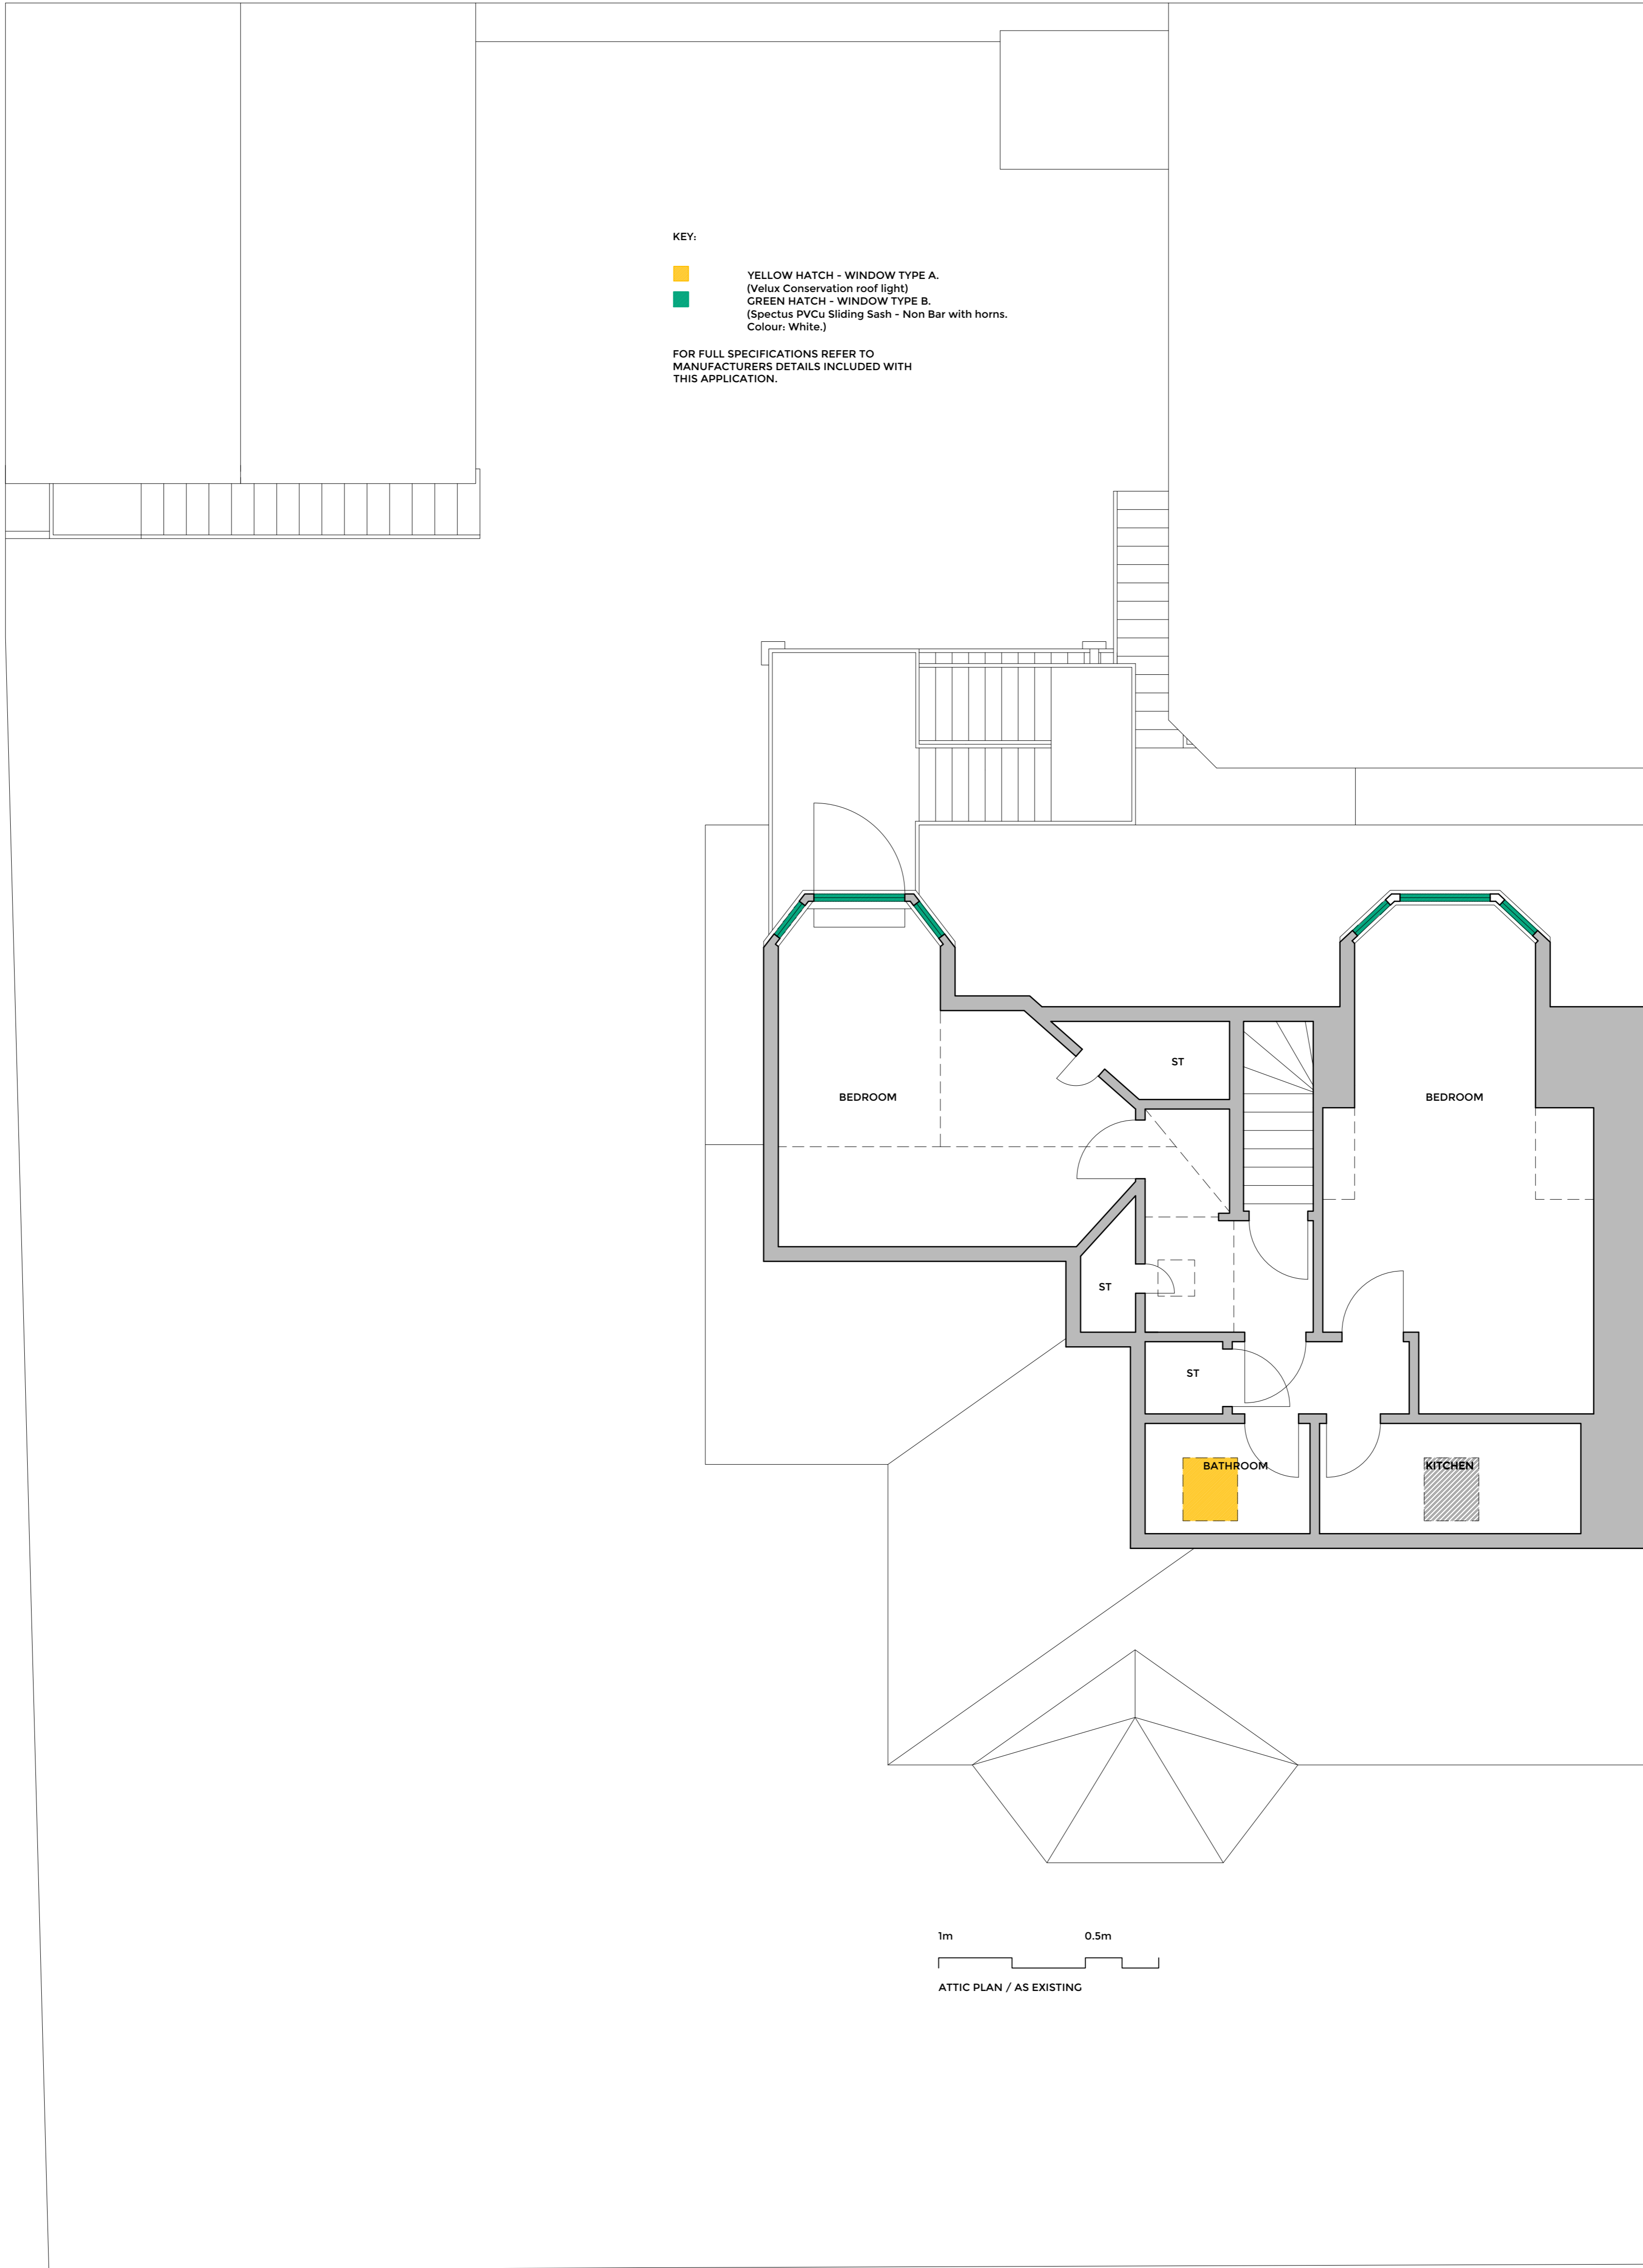 KEY:
YELLOW HATCH - WINDOW TYPE A.
(Velux Conservation roof light)
GREEN HATCH - WINDOW TYPE B.
(Spectus PVCu Sliding Sash - Non Bar with horns.
Colour: White.)
FOR FULL SPECIFICATIONS REFER TO
MANUFACTURERS DETAILS INCLUDED WITH
THIS APPLICATION.
ST
BEDROOM
BEDROOM
ST
ST
BATHROOM
KITCHEN
1m 0.5m
ATTIC PLAN / AS EXISTING